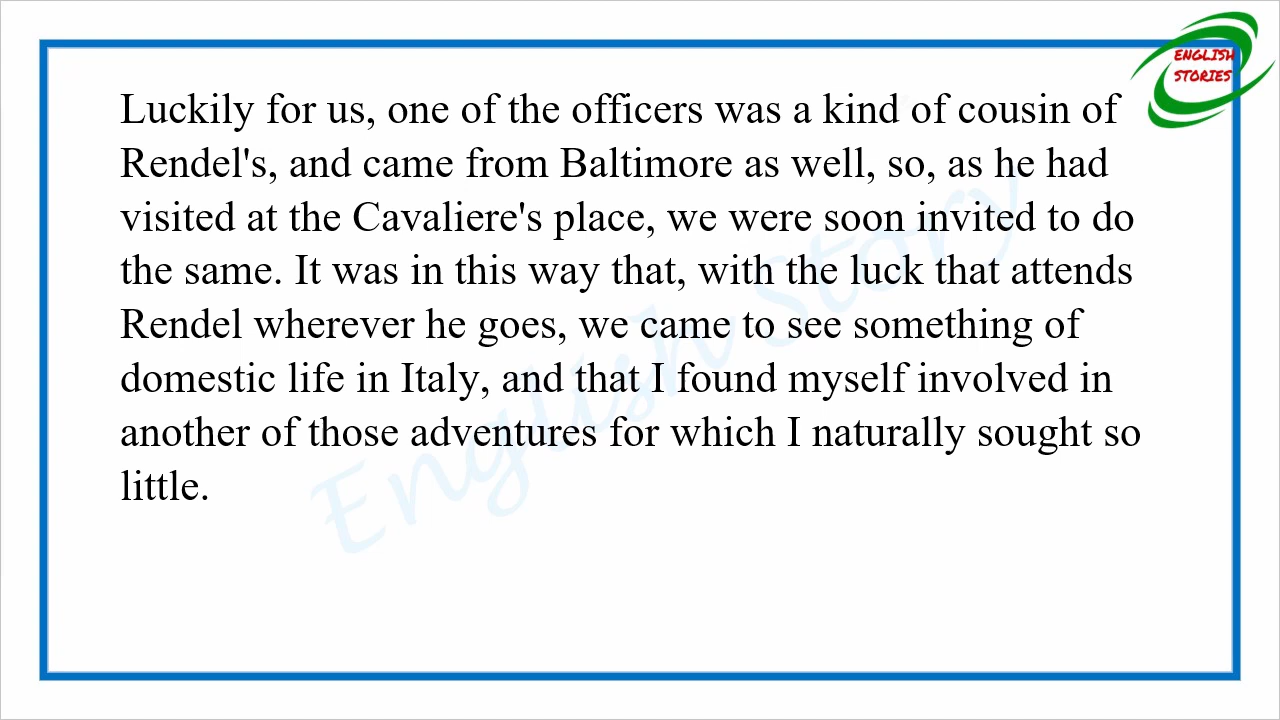 ENGLISH
STORIES
Luckily for us, one of the officers was a kind of cousin of
Rendel's, and came from Baltimore as well, so, as he had
visited at the Cavaliere's place, we were soon invited to do
the same. It was in this way that, with the luck that attends
Rendel wherever he goes, we came to see something of
domestic life in Italy, and that I found myself involved in
another of those adventures for which I naturally sought so
little.
English Story